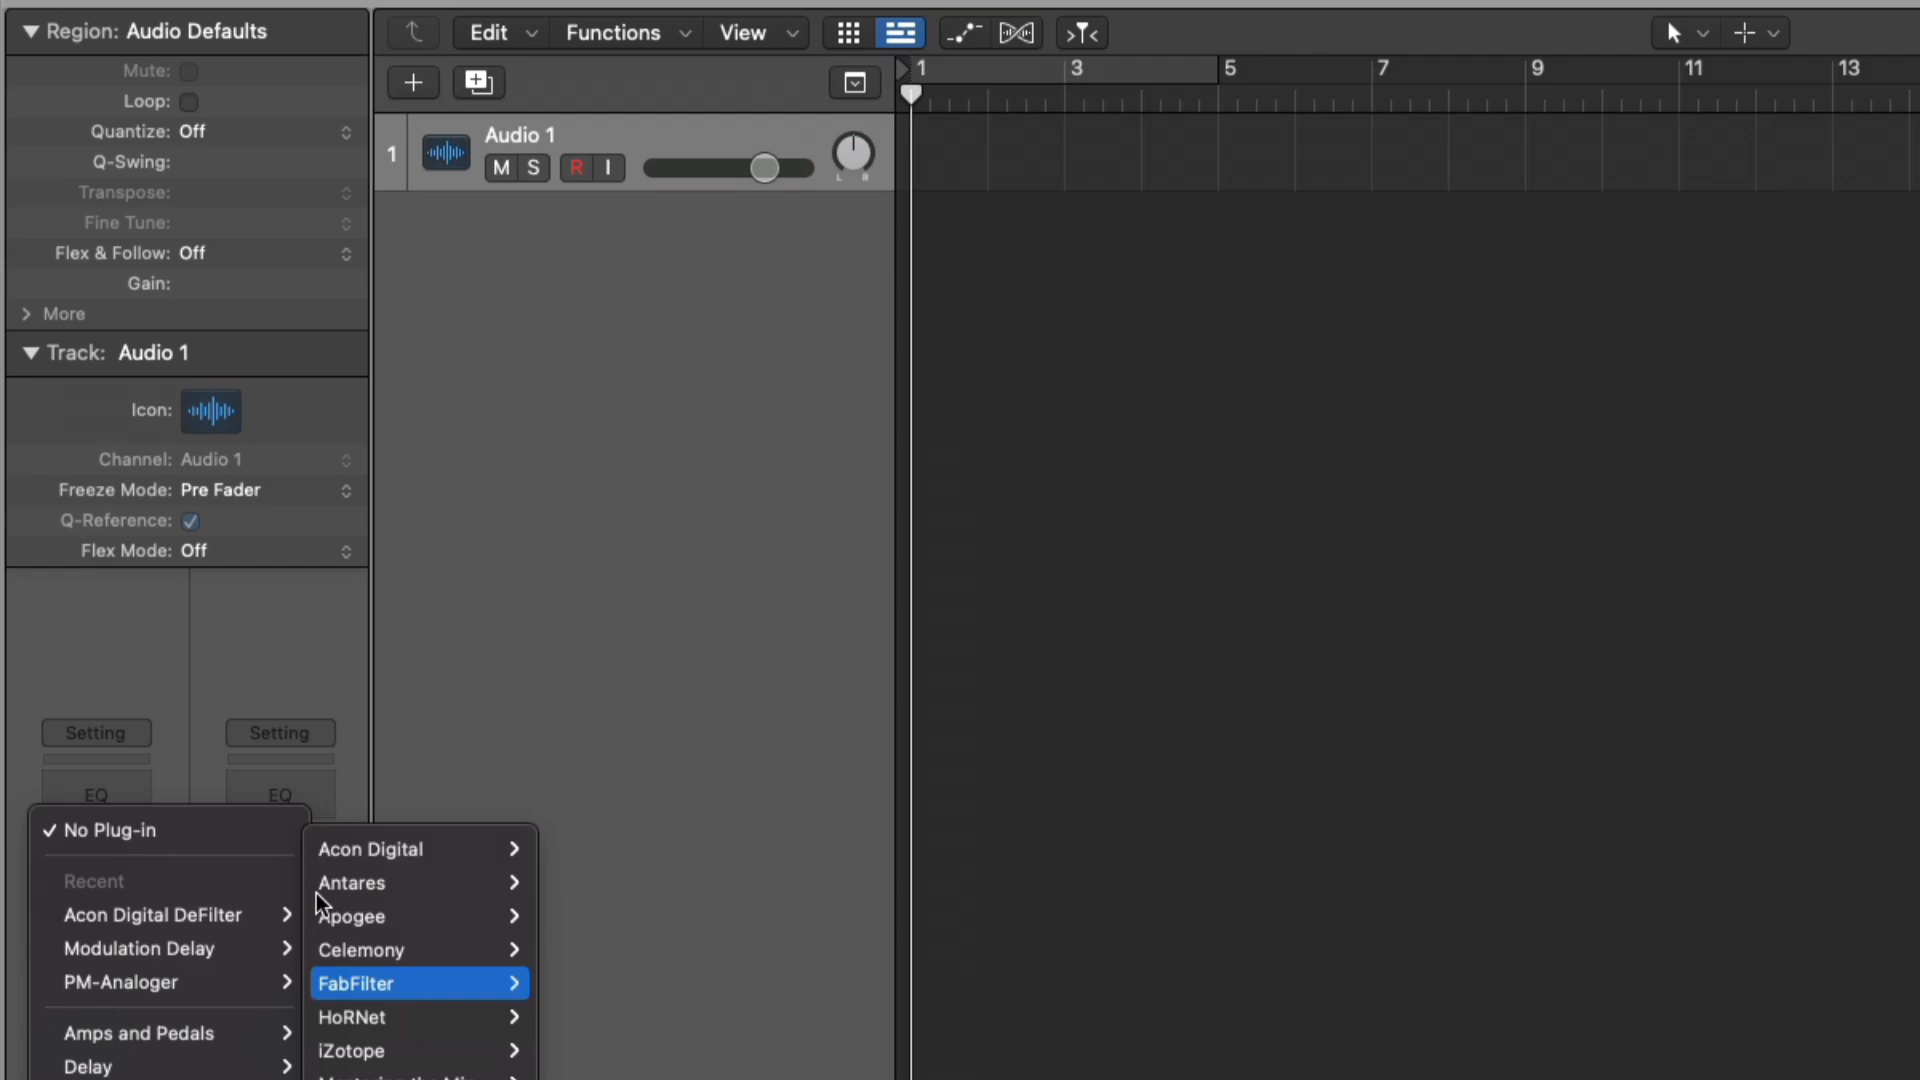 Region: Audio Defaults
Mute:
Loop:
Quantize: Off
Q-Swing:
Transpose:
Fine Tune:
Flex & Follow: Off
Gain:
More
Track: Audio 1
Icon:
Channel: Audio 1
Freeze Mode: Pre Fader
Q-Reference:
Flex Mode: Off
Setting Setting
EQ EQ
No Plug-in
Recent
Acon Digital DeFilter
Modulation Delay
PM-Analoger
Amps and Pedals
Delay
Acon Digital
Antares
Apogee
Celemony
FabFilter
HoRNet
iZotope
Edit Functions View
1 3 5 7 9 11 13
1 Audio 1
M S R I
L R